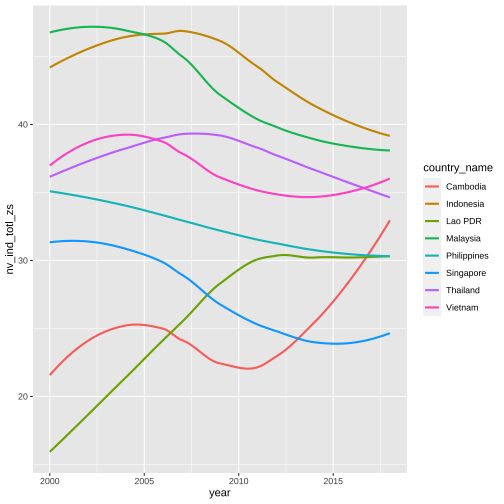 40
30
20
2000
2005
2010
2015
year
nv_ind_totl_zs
country_name
Cambodia
Indonesia
Lao PDR
Malaysia
Philippines
Singapore
Thailand
Vietnam